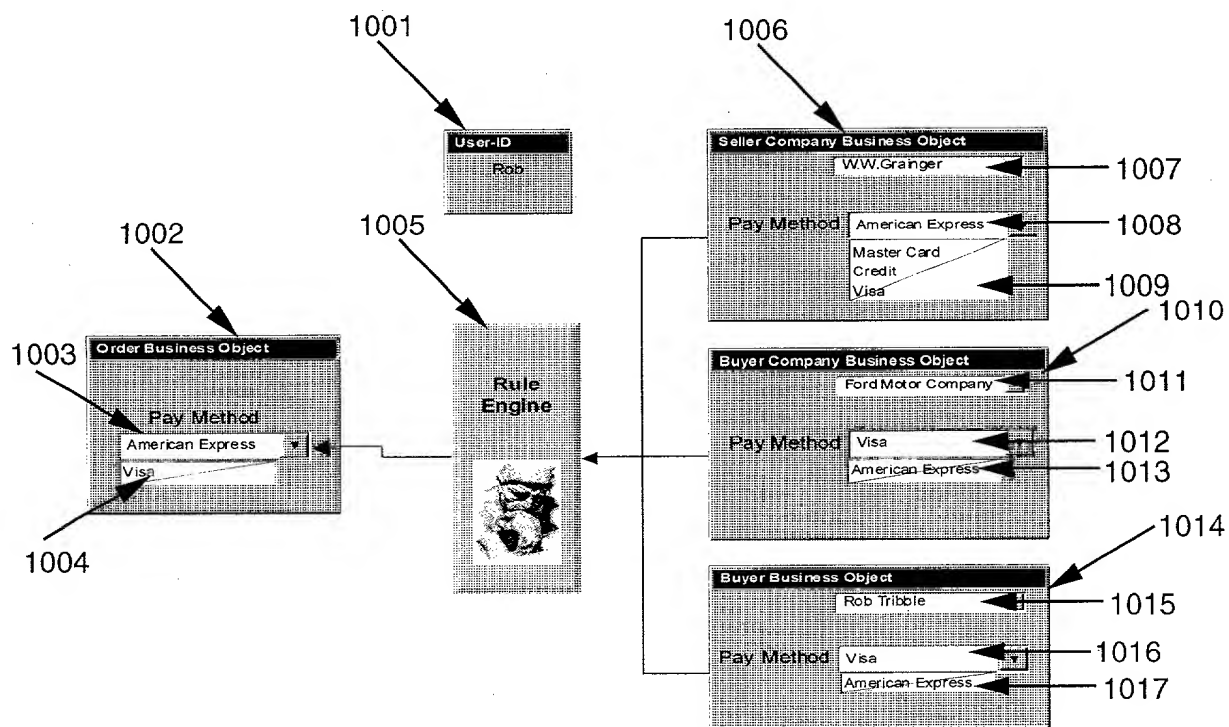 1001
1006
User-ID
Rob
Seller Company Business Object
W.W.Grainger
1007
Pay Method
American Express
1008
Master Card
Credit
Visa
1009
1002
1005
1010
Order Business Object
1003
Pay Method
American Express
Visa
1004
Rule
Engine
Buyer Company Business Object
Ford Motor Company
1011
Pay Method
Visa
1012
American Express
1013
1014
Buyer Business Object
Rob Tribble
1015
Pay Method
Visa
1016
American Express
1017